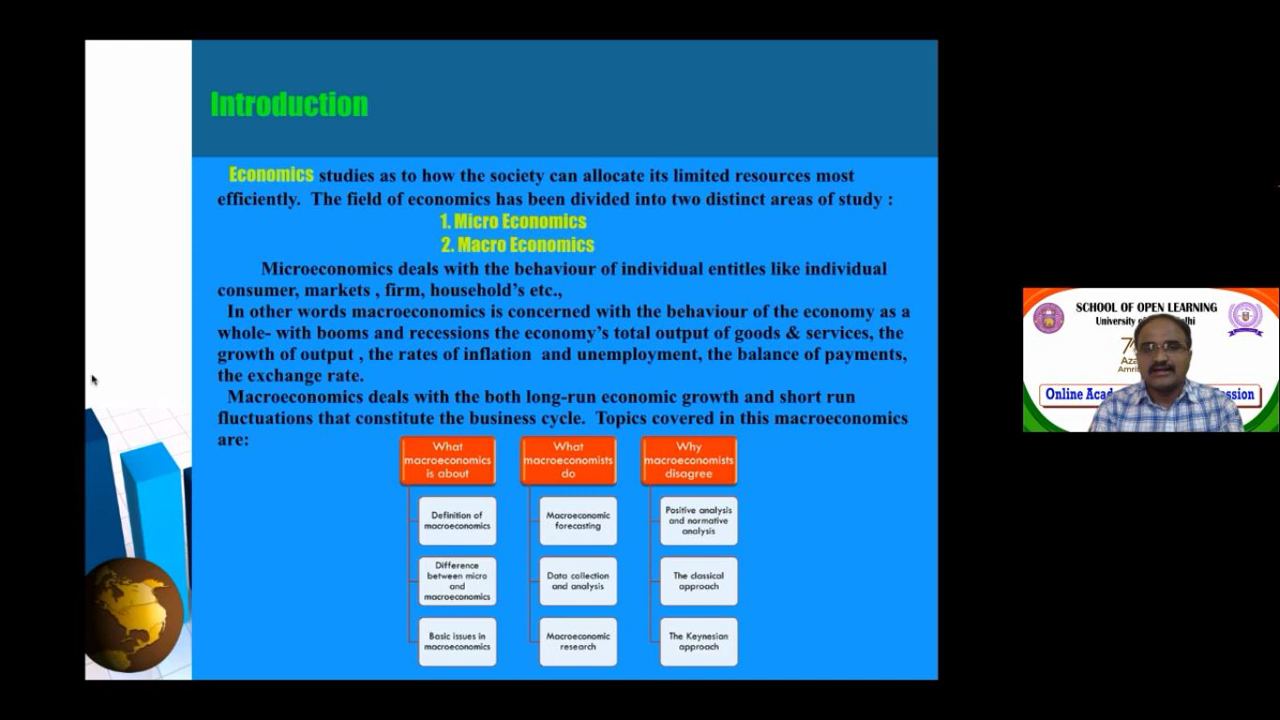 Introduction
Economics studies as to how the society can allocate its limited resources most
efficiently. The field of economics has been divided into two distinct areas of study :
1. Micro Economics
2. Macro Economics
Microeconomics deals with the behaviour of individual entitles like individual
consumer, markets , firm, household's etc.,
In other words macroeconomics is concerned with the behaviour of the economy as a
whole- with booms and recessions the economy's total output of goods & services, the
growth of output , the rates of inflation and unemployment, the balance of payments,
the exchange rate.
Macroeconomics deals with the both long-run economic growth and short run
fluctuations that constitute the business cycle. Topics covered in this macroeconomics
are:
What
macroeconomics
is about
Definition of
macroeconomics
Difference
between micro
and
macroeconomics
Basic issues in
macroeconomics
What
macroeconomists
do
Macroeconomic
forecasting
Data collection
and analysis
Macroeconomic
research
Why
macroeconomists
disagree
Positive analysis
and normative
analysis
The classical
approach
The Keynesian
approach
SCHOOL OF OPEN LEARNING
Online